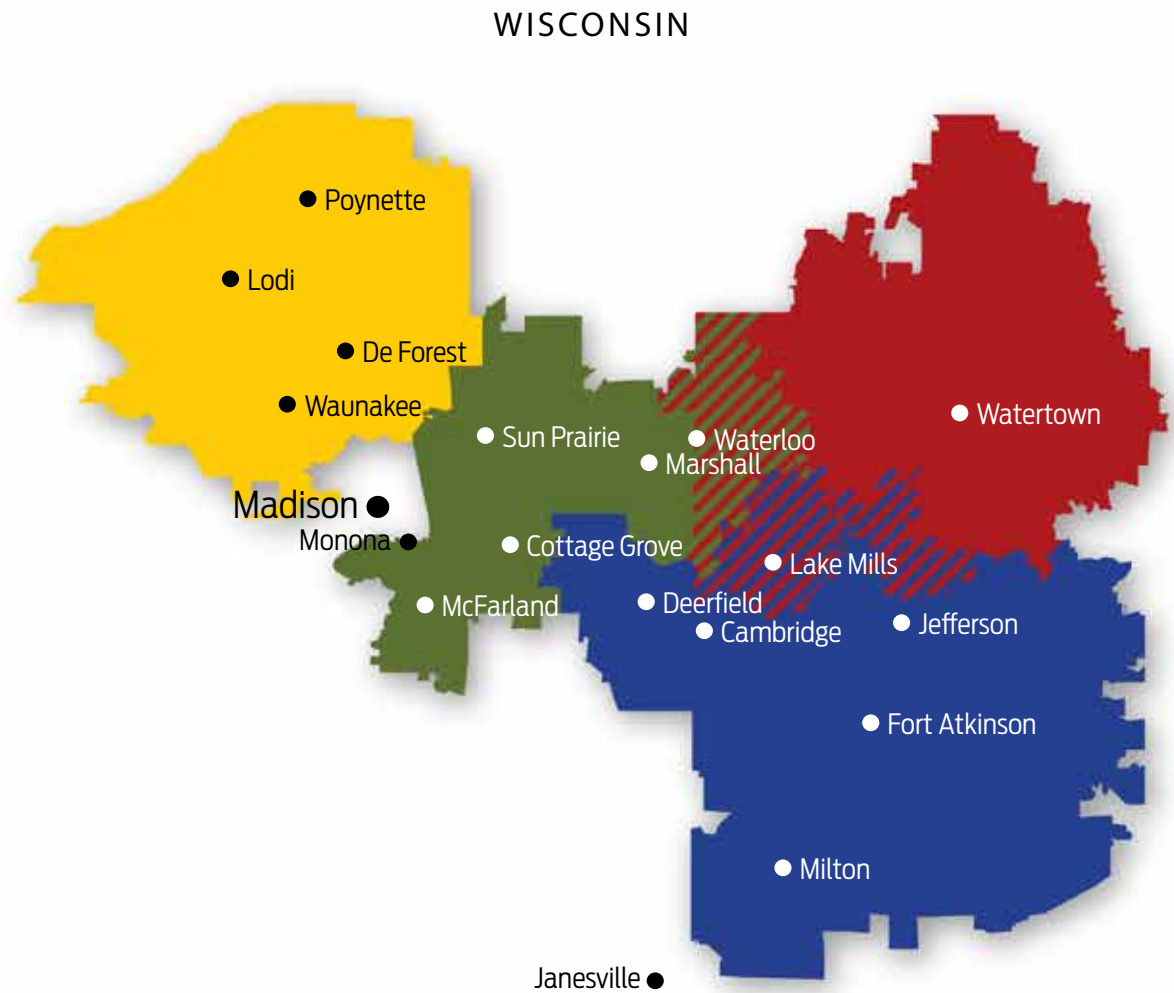 WISCONSIN
Poynette
Lodi
De Forest
Waunakee
Sun Prairie
Waterloo
Watertown
Marshall
Madison
Monona
Cottage Grove
Lake Mills
McFarland
Deerfield
Cambridge
Jefferson
Fort Atkinson
Milton
Janesville